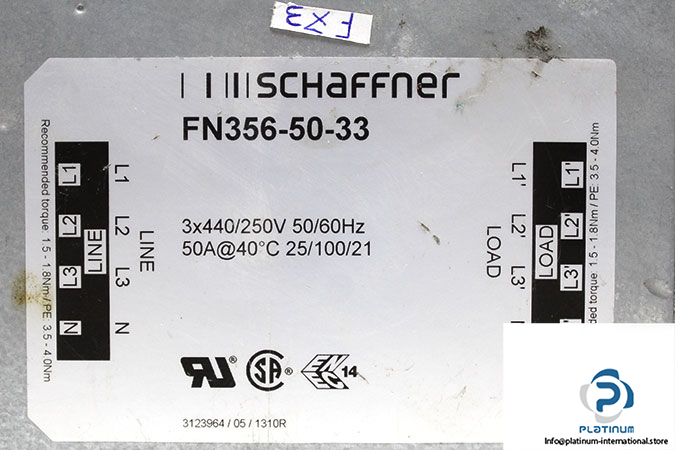 FX3
SCHAFFNER
FN356-50-33
3x440/250V 50/60Hz
50A@40°C 25/100/21
Recommended torque: 1.5 - 1.8Nm / PE: 3.5 - 4.0Nm
L1 L2 L3 N
LINE
L1 L2 L3 N
LINE
LOAD
L1' L2' L3'
LOAD
L1' L2' L3'
ded torque: 1.5 - 1.8Nm / PE: 3.5 - 4.0Nm
RU ® SA ® ENEC 14
3123964 / 05 / 1310R
PLATINUM
Info@platinum-international.store